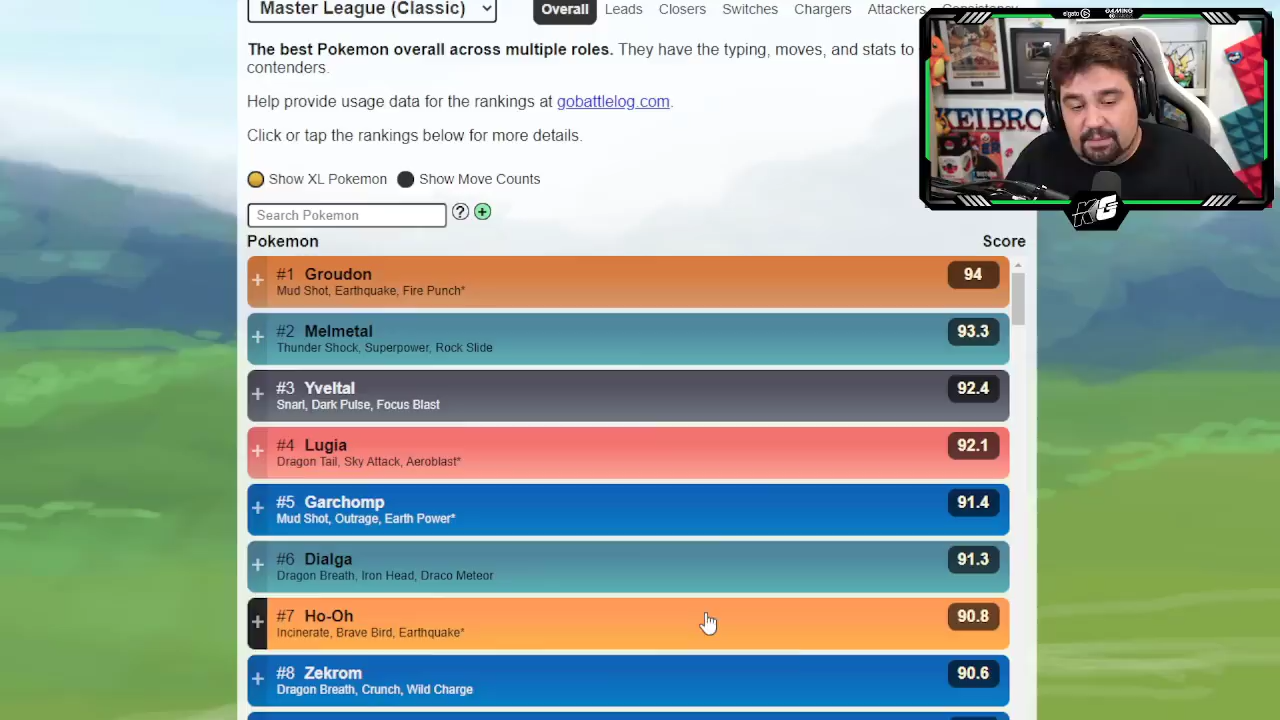 Master League (Classic)
Overall Leads Closers Switches Chargers Attackers Consistency
The best Pokemon overall across multiple roles. They have the typing, moves, and stats to
contenders.
Help provide usage data for the rankings at gobattlelog.com.
Click or tap the rankings below for more details.
Show XL Pokemon Show Move Counts
Search Pokemon
?
+
Pokemon Score
+ #1 Groudon 94
Mud Shot, Earthquake, Fire Punch*
+ #2 Melmetal 93.3
Thunder Shock, Superpower, Rock Slide
+ #3 Yveltal 92.4
Snarl, Dark Pulse, Focus Blast
+ #4 Lugia 92.1
Dragon Tail, Sky Attack, Aeroblast*
+ #5 Garchomp 91.4
Mud Shot, Outrage, Earth Power*
+ #6 Dialga 91.3
Dragon Breath, Iron Head, Draco Meteor
+ #7 Ho-Oh 90.8
Incinerate, Brave Bird, Earthquake*
+ #8 Zekrom 90.6
Dragon Breath, Crunch, Wild Charge
elgato
GAMING
KEIBRO
KG